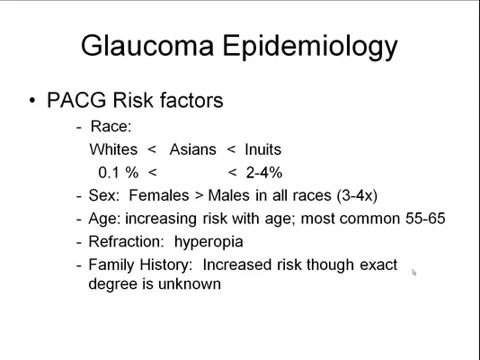 Glaucoma Epidemiology
• PACG Risk factors
- Race:
Whites < Asians < Inuits
0.1 % < < 2-4%
- Sex: Females > Males in all races (3-4x)
- Age: increasing risk with age; most common 55-65
- Refraction: hyperopia
- Family History: Increased risk though exact
degree is unknown